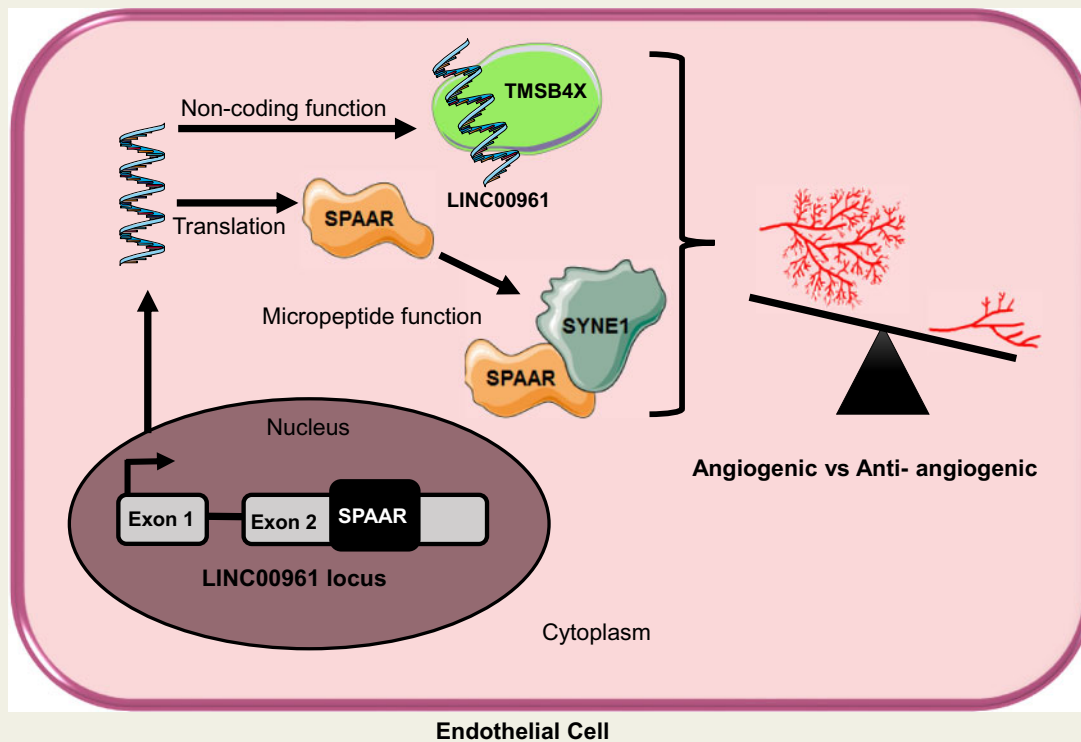 Non-coding function
TMSB4X
LINC00961
Translation
SPAAR
Micropeptide function
SYNE1
SPAAR
Angiogenic vs Anti- angiogenic
Nucleus
Exon 1
Exon 2
SPAAR
LINC00961 locus
Cytoplasm
Endothelial Cell